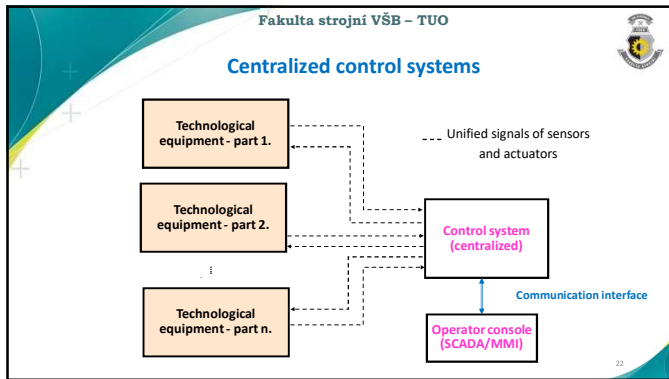 Fakulta strojní VŠB – TUO
Centralized control systems
Technological
equipment - part 1.
Technological
equipment - part 2.
Technological
equipment - part n.
---- Unified signals of sensors
and actuators
Control system
(centralized)
Communication interface
Operator console
(SCADA/MMI)
22